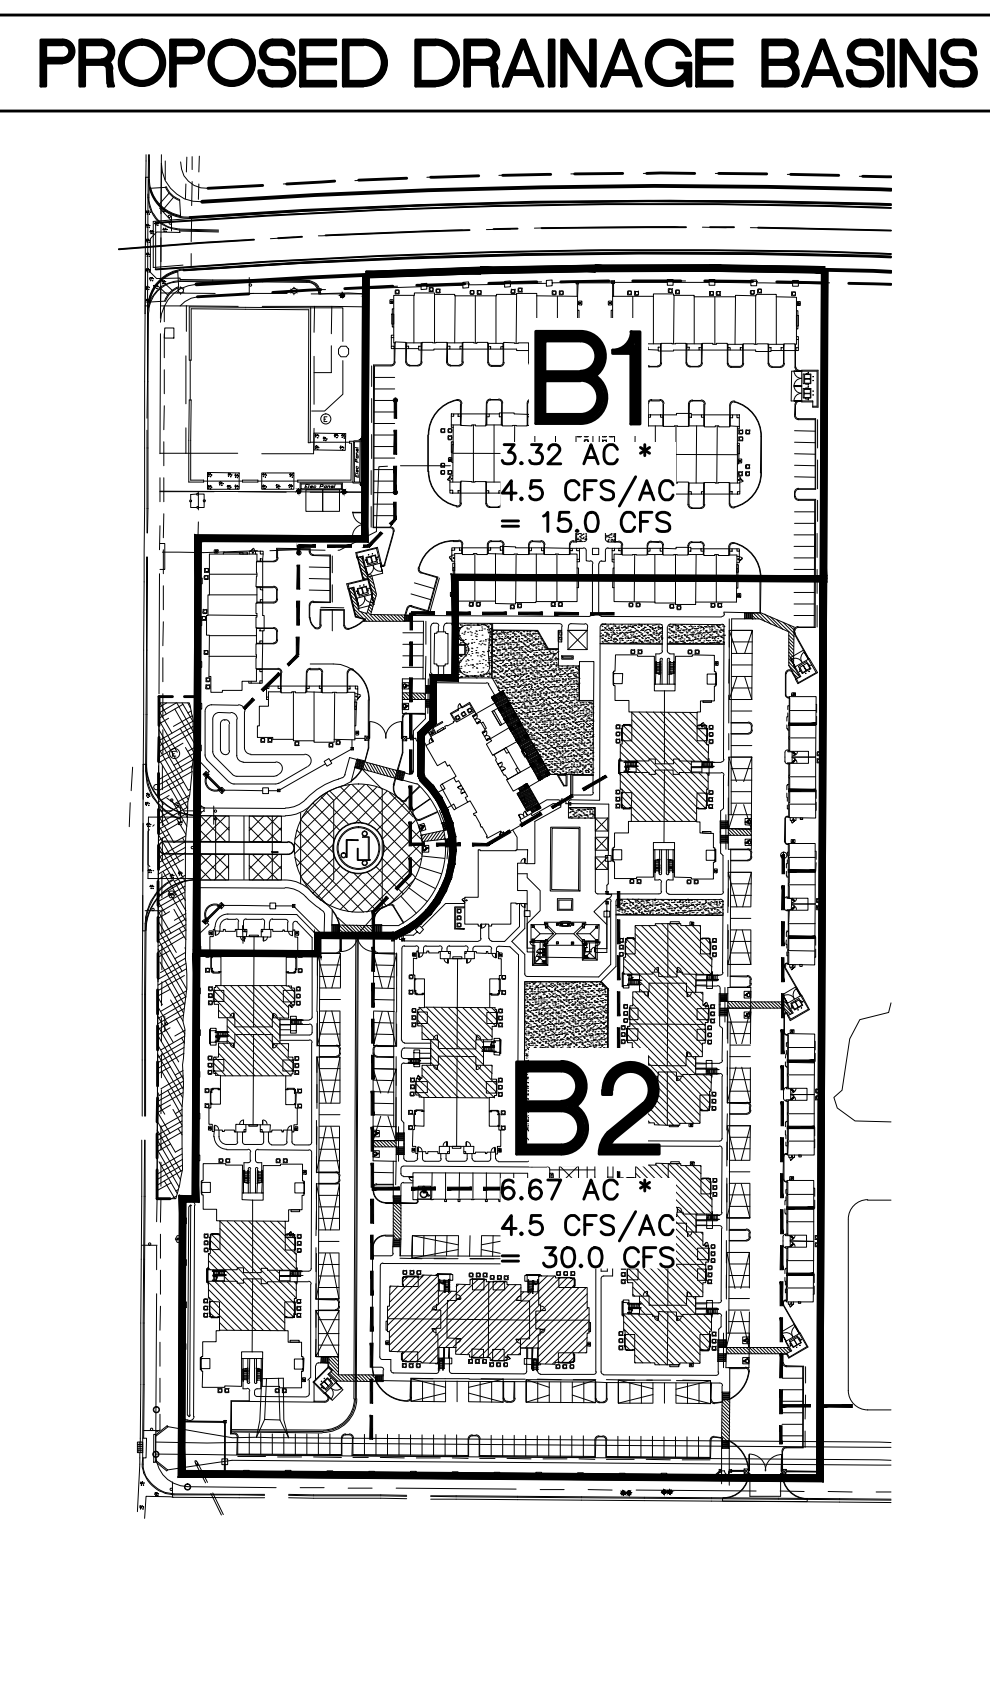 PROPOSED DRAINAGE BASINS
B1
3.32 AC *
4.5 CFS/AC
= 15.0 CFS
B2
6.67 AC *
4.5 CFS/AC
= 30.0 CFS